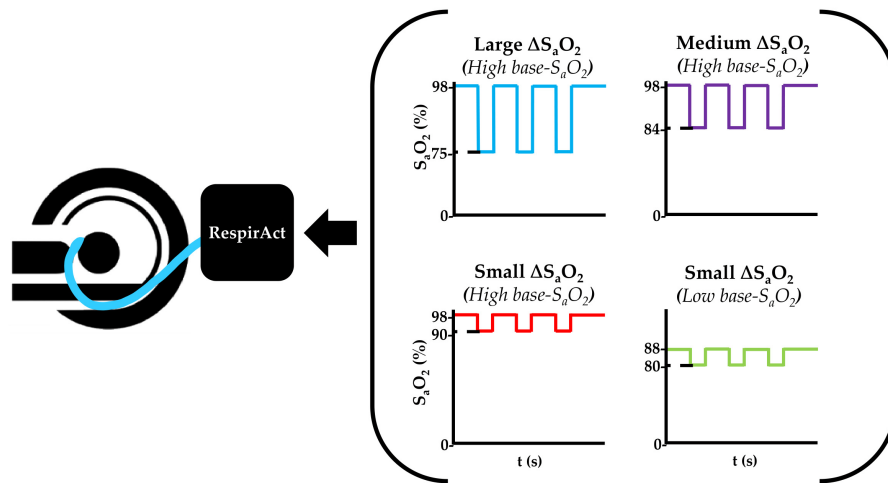 Large ΔSₐO₂
(High base-SₐO₂)
98
75
0
SₐO₂ (%)
Medium ΔSₐO₂
(High base-SₐO₂)
98
84
0
RespirAct
Small ΔSₐO₂
(High base-SₐO₂)
98
90
0
SₐO₂ (%)
t (s)
Small ΔSₐO₂
(Low base-SₐO₂)
88
80
0
t (s)